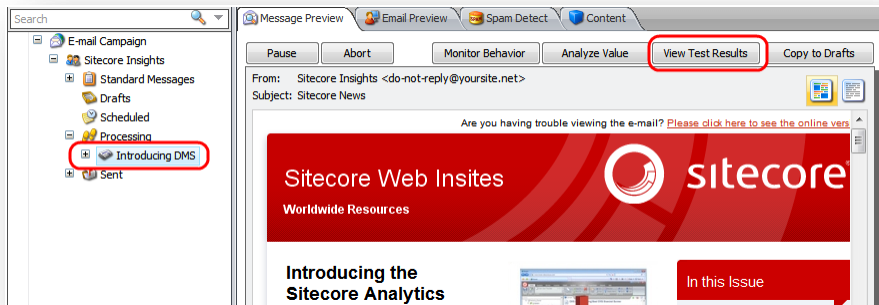 Search
Message Preview
Email Preview
Spam Detect
Content
E-mail Campaign
Sitecore Insights
Standard Messages
Drafts
Scheduled
Processing
Introducing DMS
Sent
Pause
Abort
Monitor Behavior
Analyze Value
View Test Results
Copy to Drafts
From: Sitecore Insights <do-not-reply@yoursite.net>
Subject: Sitecore News
Are you having trouble viewing the e-mail? Please click here to see the online vers
Sitecore Web Insites
Worldwide Resources
sitecore
Introducing the
Sitecore Analytics
In this Issue